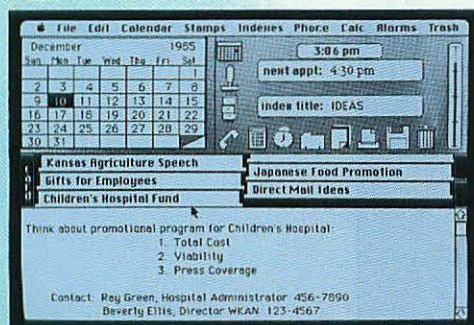 File Edit Calendar Stamps Indexes Phone Calc Alarms Trash
December
Sun Mon Tue Wed Thu Fri Sat
1
2 3 4 5 6 7 8
9 10 11 12 13 14 15
16 17 18 19 20 21 22
23 24 25 26 27 28 29
30 31
3:06 pm
next appt: 4:30 pm
index title: IDEAS
Kansas Agriculture Speech
Gifts for Employees
Children's Hospital Fund
Japanese Food Promotion
Direct Mail Ideas
Think about promotional program for Children's Hospital:
1. Total Cost
2. Viability
3. Press Coverage
Contact: Ray Green, Hospital Administrator 456-7890
Beverly Ellis, Director WKAN 123-4567